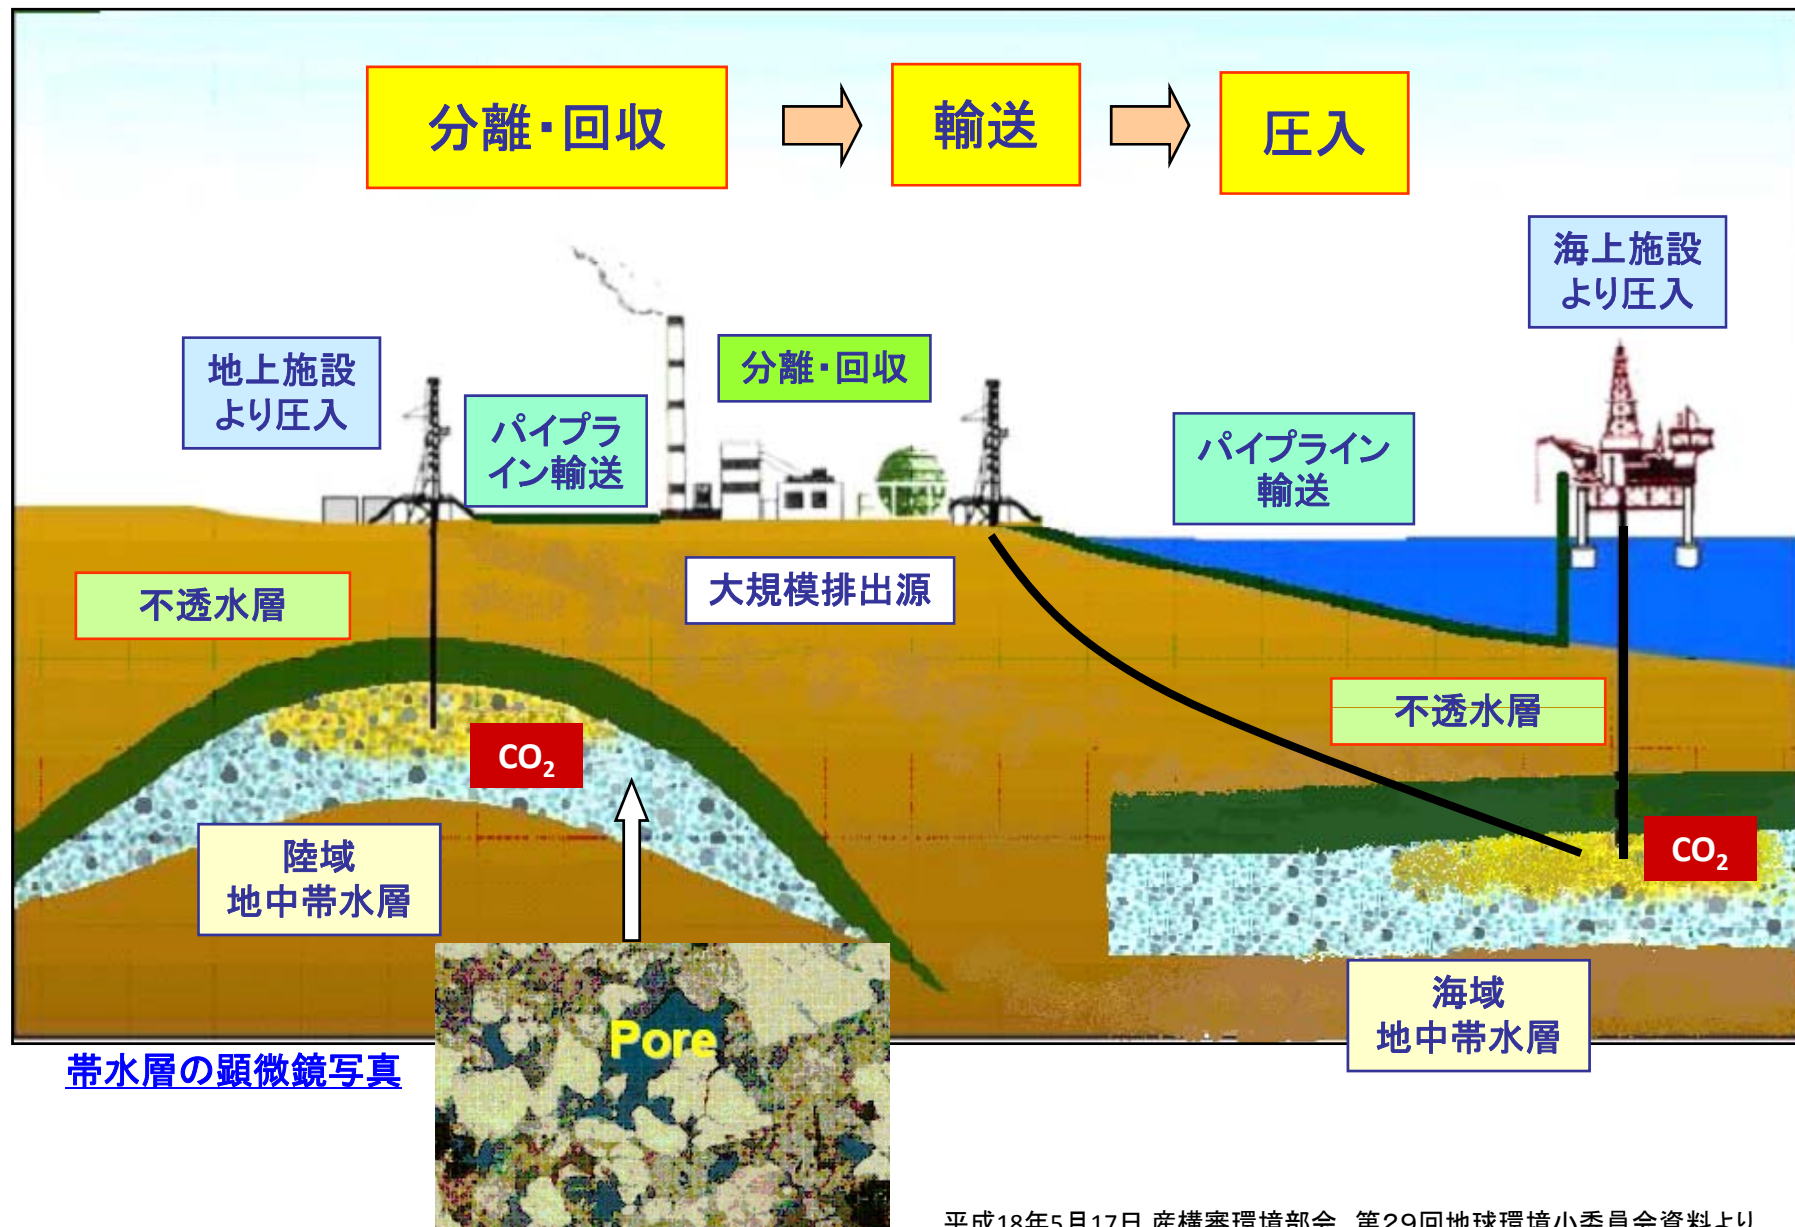 分離・回収
輸送
圧入
海上施設
より圧入
地上施設
より圧入
パイプラ
イン輸送
分離・回収
パイプライン
輸送
不透水層
大規模排出源
不透水層
CO₂
CO₂
陸域
地中帯水層
海域
地中帯水層
Pore
帯水層の顕微鏡写真
平成18年5月17日 産構審環境部会 第29回地球環境小委員会資料より